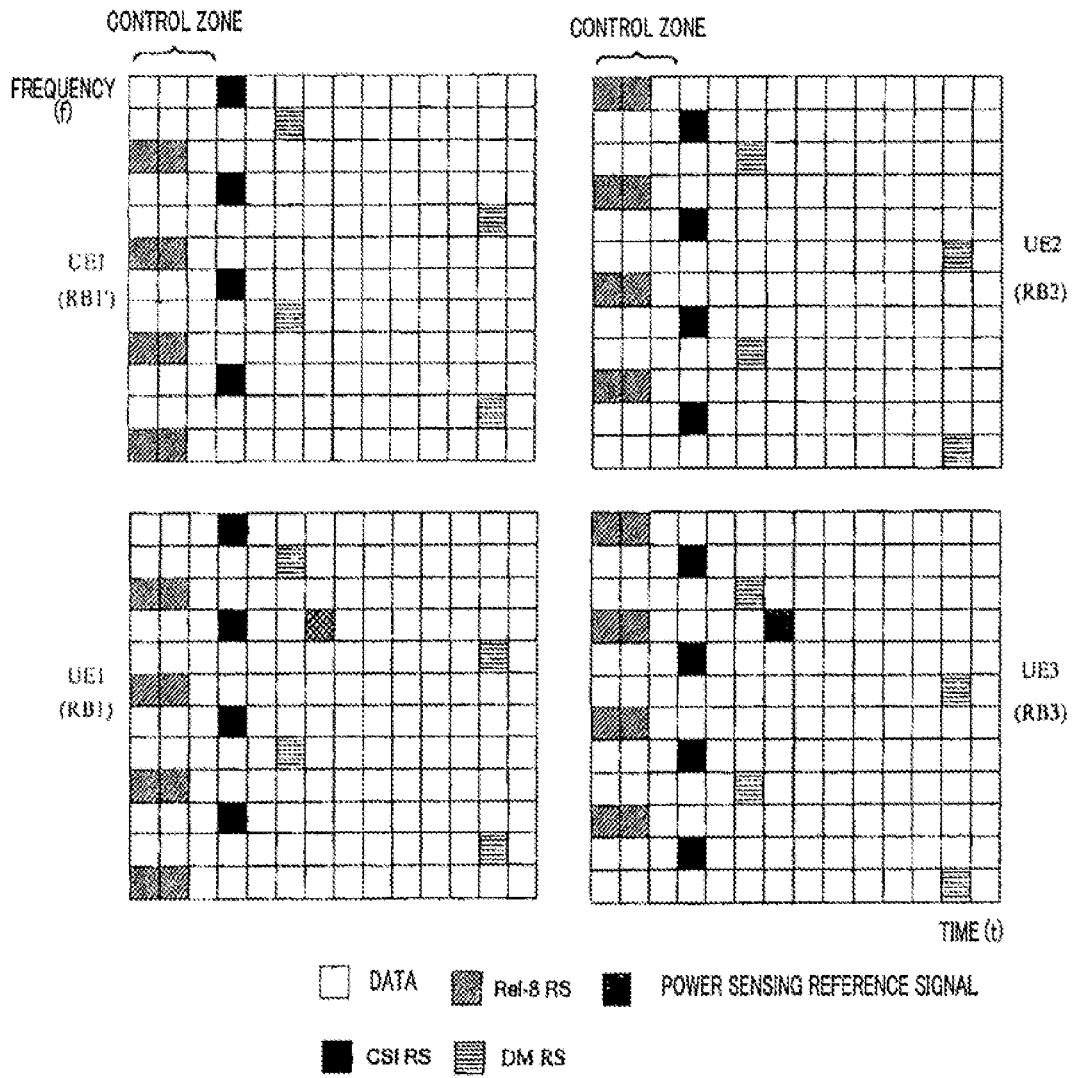 CONTROL ZONE
CONTROL ZONE
FREQUENCY
(f)
UE1
(RB1')
UE2
(RB2)
UE1
(RB1)
UE3
(RB3)
TIME (t)
DATA
Rel-8 RS
POWER SENSING REFERENCE SIGNAL
CSI RS
DM RS